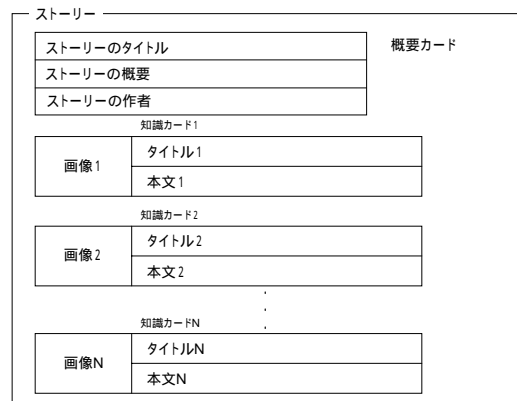 ストーリー
ストーリーのタイトル
概要カード
ストーリーの概要
ストーリーの作者
知識カード1
画像1
タイトル1
本文1
知識カード2
画像2
タイトル2
本文2
知識カードN
画像N
タイトルN
本文N